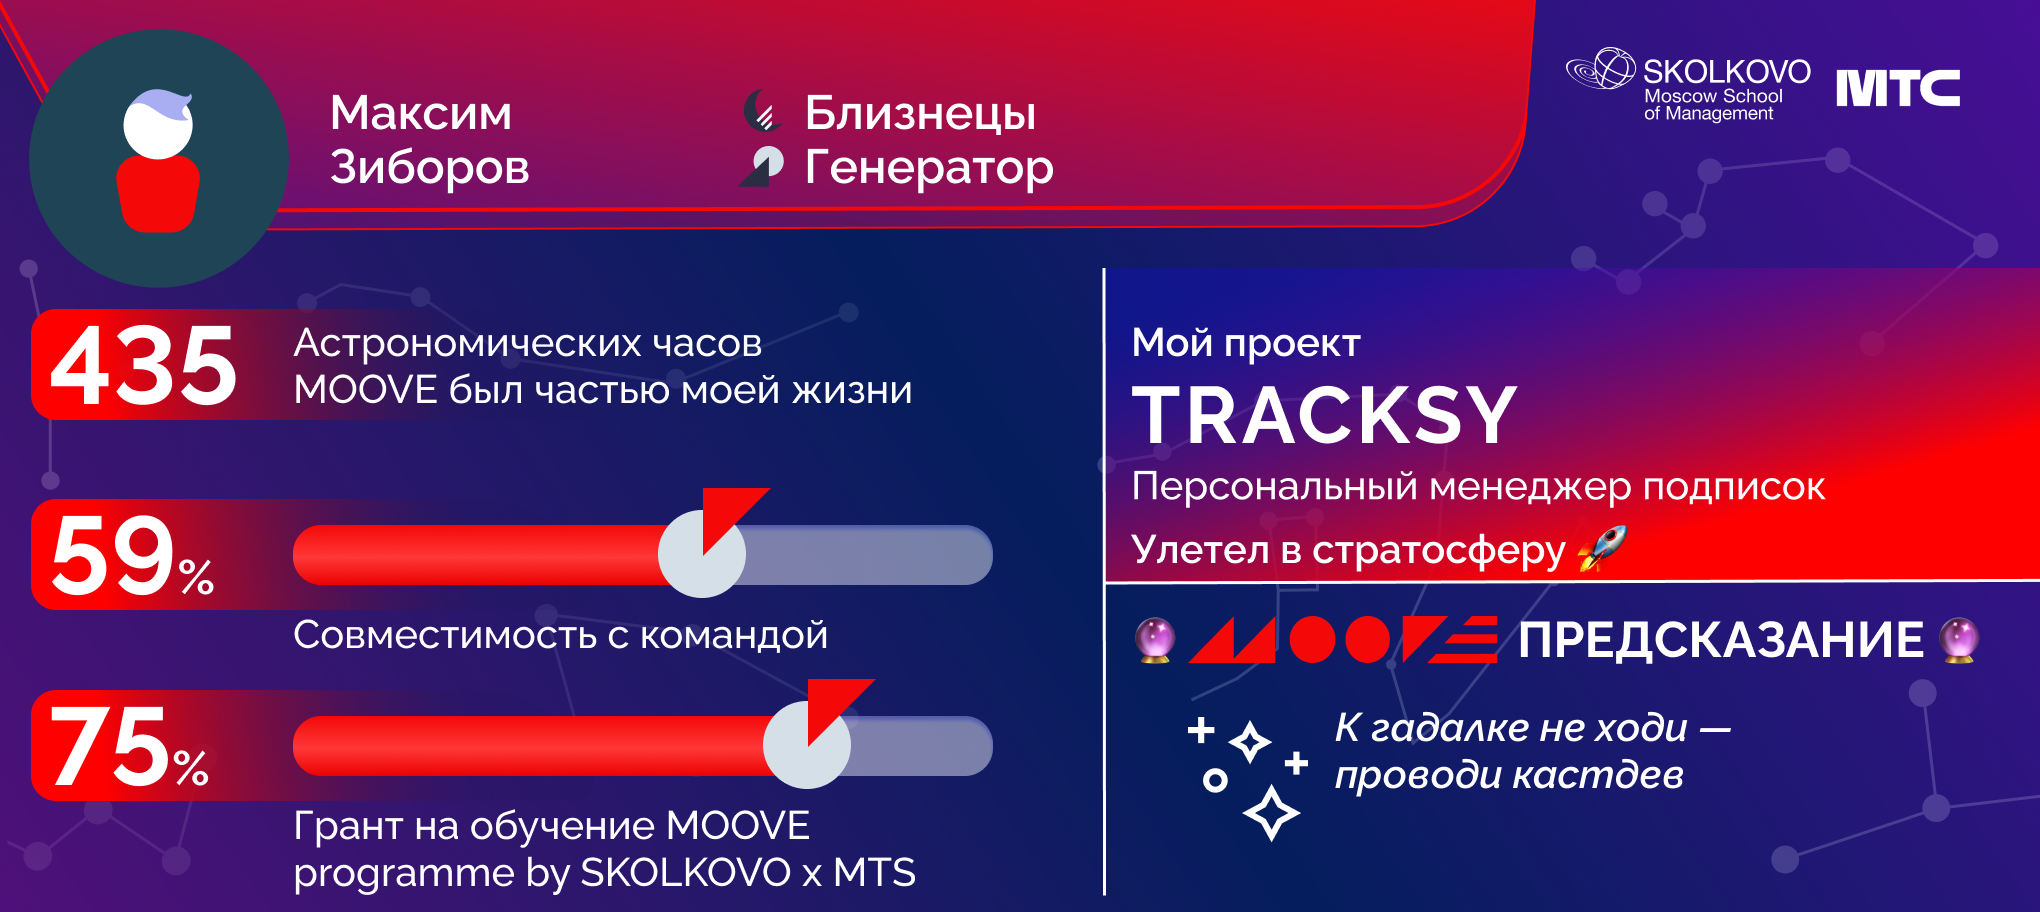 Максим
Зиборов
Близнецы
Генератор
SKOLKOVO
Moscow School
of Management
МТС
435
Астрономических часов
MOOVE был частью моей жизни
59%
Совместимость с командой
75%
Грант на обучение MOOVE
programme by SKOLKOVO x MTS
Мой проект
TRACKSY
Персональный менеджер подписок
Улетел в стратосферу 🚀
🔮 MOOVE ПРЕДСКАЗАНИЕ 🔮
К гадалке не ходи —
проводи кастдев